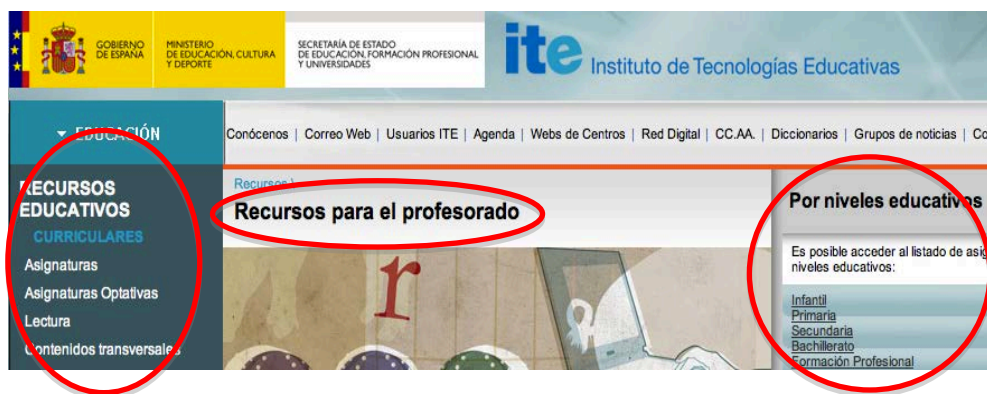 GOBIERNO
DE ESPAÑA
MINISTERIO
DE EDUCACIÓN, CULTURA
Y DEPORTE
SECRETARÍA DE ESTADO
DE EDUCACIÓN, FORMACIÓN PROFESIONAL
Y UNIVERSIDADES
ite Instituto de Tecnologías Educativas
EDUCACIÓN
Conócenos | Correo Web | Usuarios ITE | Agenda | Webs de Centros | Red Digital | CC.AA. | Diccionarios | Grupos de noticias | Co
RECURSOS
EDUCATIVOS
CURRICULARES
Asignaturas
Asignaturas Optativas
Lectura
Contenidos transversales
Recursos \
Recursos para el profesorado
r
Por niveles educativos
Es posible acceder al listado de asig
niveles educativos:
Infantil
Primaria
Secundaria
Bachillerato
Formación Profesional